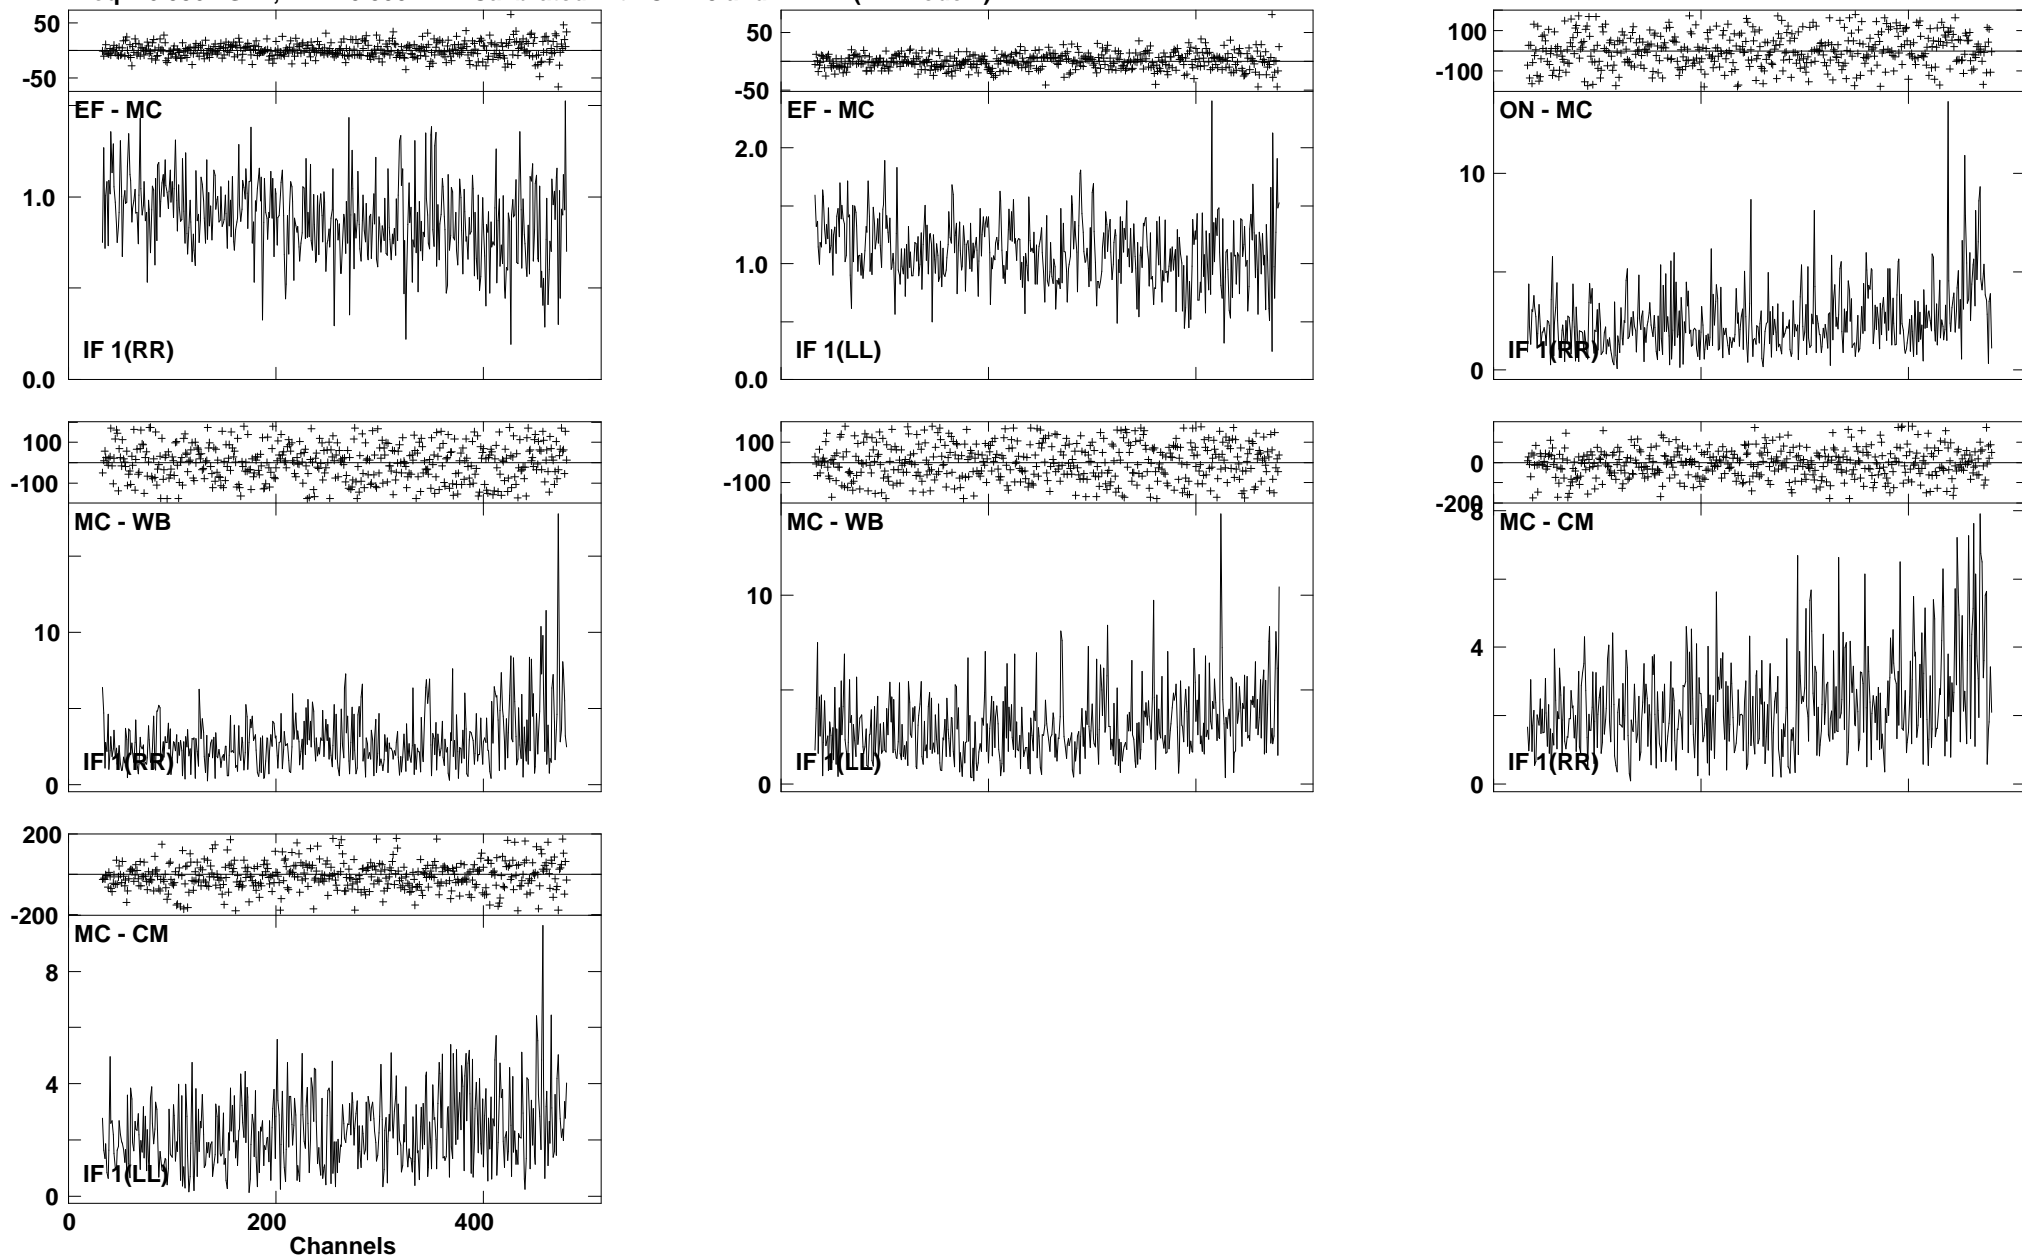 50 50 100
-50 -50 -100
EF - MC EF - MC ON - MC
2.0
10
1.0
1.0
IF 1(RR) IF 1(LL) IF 1(RR)
0.0 0.0 0
100 100 0
-100 -100 -200
8
MC - WB MC - WB MC - CM
10
10
4
IF 1(RR) IF 1(LL) IF 1(RR)
0 0 0
200
-200
MC - CM
8
4
IF 1(LL)
0
0 200 400
Channels